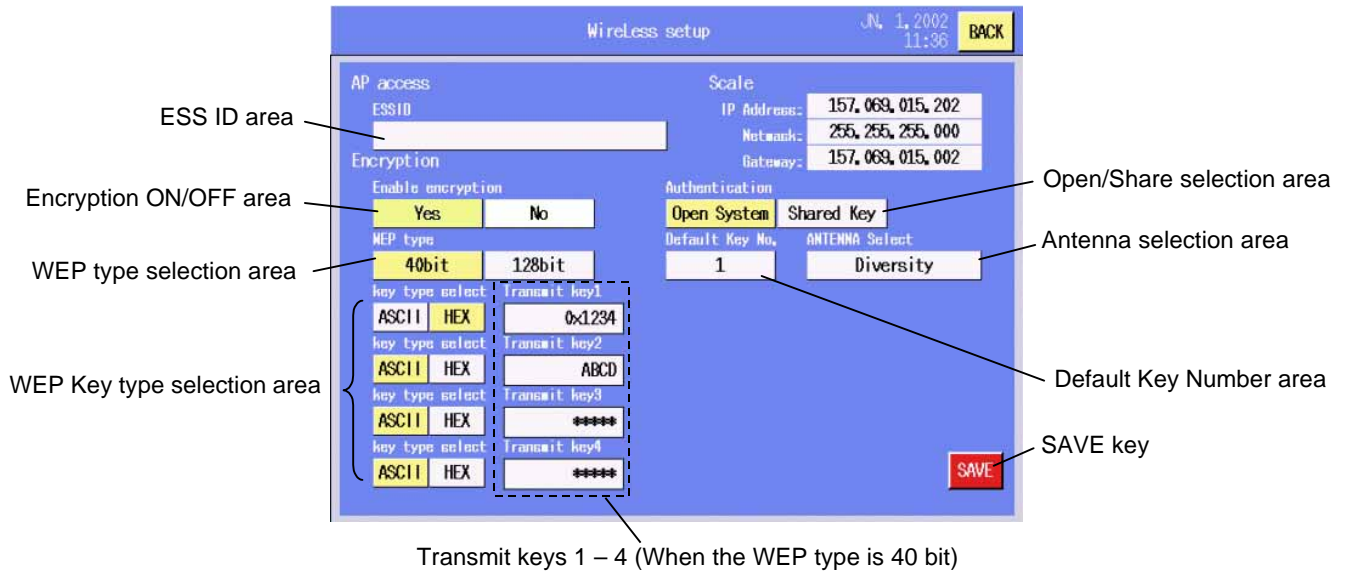 WireLess setup
JN. 1.2002
11:36
BACK
AP access
ESSID
Scale
IP Address: 157.069.015.202
Netmask: 255.255.255.000
Gateway: 157.069.015.002
Encryption
Enable encryption
Yes No
Authentication
Open System Shared Key
WEP type
40bit 128bit
Default Key No.
1
ANTENNA Select
Diversity
key type select Transmit key1
ASCII HEX 0x1234
key type select Transmit key2
ASCII HEX ABCD
key type select Transmit key3
ASCII HEX *****
key type select Transmit key4
ASCII HEX *****
SAVE
ESS ID area
Encryption ON/OFF area
WEP type selection area
WEP Key type selection area
Open/Share selection area
Antenna selection area
Default Key Number area
SAVE key
Transmit keys 1 – 4 (When the WEP type is 40 bit)